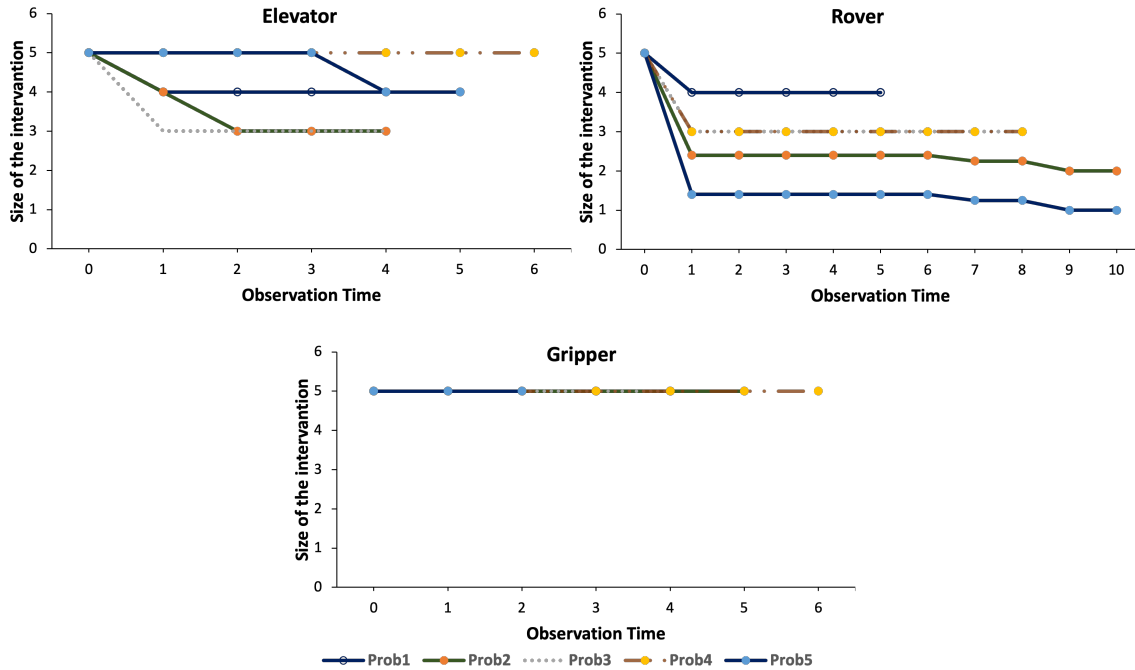 Elevator
Size of the intervantion
6
5
4
3
2
1
0
0 1 2 3 4 5 6
Observation Time
Rover
Size of the intervantion
6
5
4
3
2
1
0
0 1 2 3 4 5 6 7 8 9 10
Observation Time
Gripper
Size of the intervantion
6
5
4
3
2
1
0
0 1 2 3 4 5 6
Observation Time
Prob1 Prob2 Prob3 Prob4 Prob5